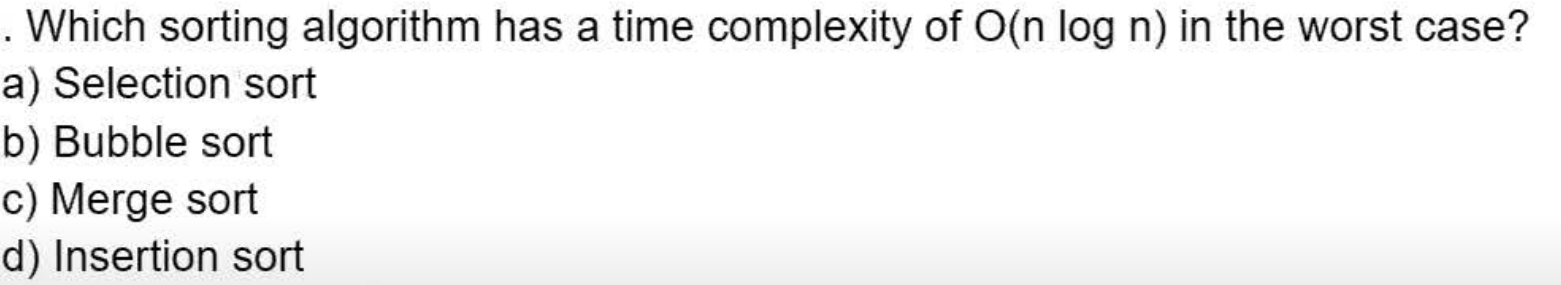 . Which sorting algorithm has a time complexity of O(n log n) in the worst case?
a) Selection sort
b) Bubble sort
c) Merge sort
d) Insertion sort